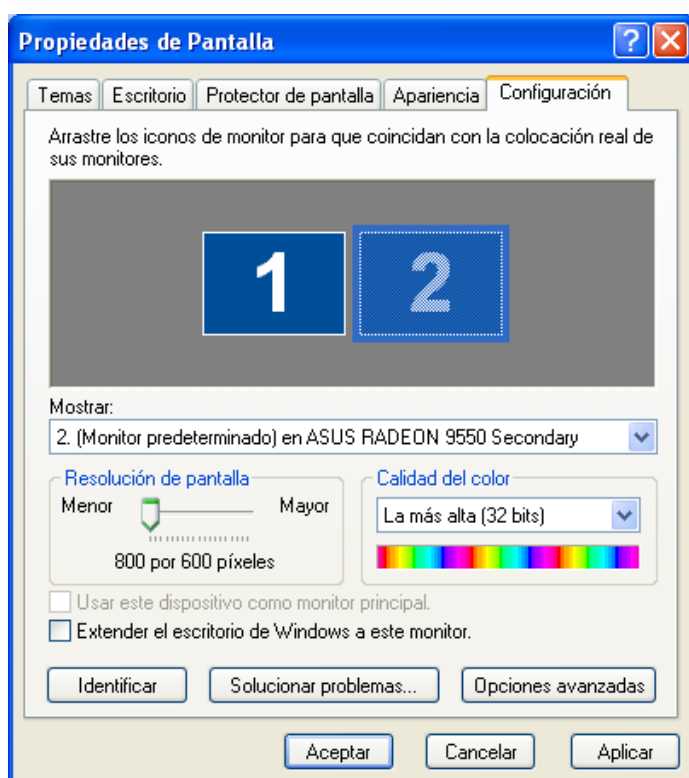 Propiedades de Pantalla
Temas
Escritorio
Protector de pantalla
Apariencia
Configuración
Arrastre los iconos de monitor para que coincidan con la colocación real de
sus monitores.
1
2
Mostrar:
2. (Monitor predeterminado) en ASUS RADEON 9550 Secondary
Resolución de pantalla
Menor
Mayor
800 por 600 píxeles
Calidad del color
La más alta (32 bits)
Usar este dispositivo como monitor principal.
Extender el escritorio de Windows a este monitor.
Identificar
Solucionar problemas...
Opciones avanzadas
Aceptar
Cancelar
Aplicar